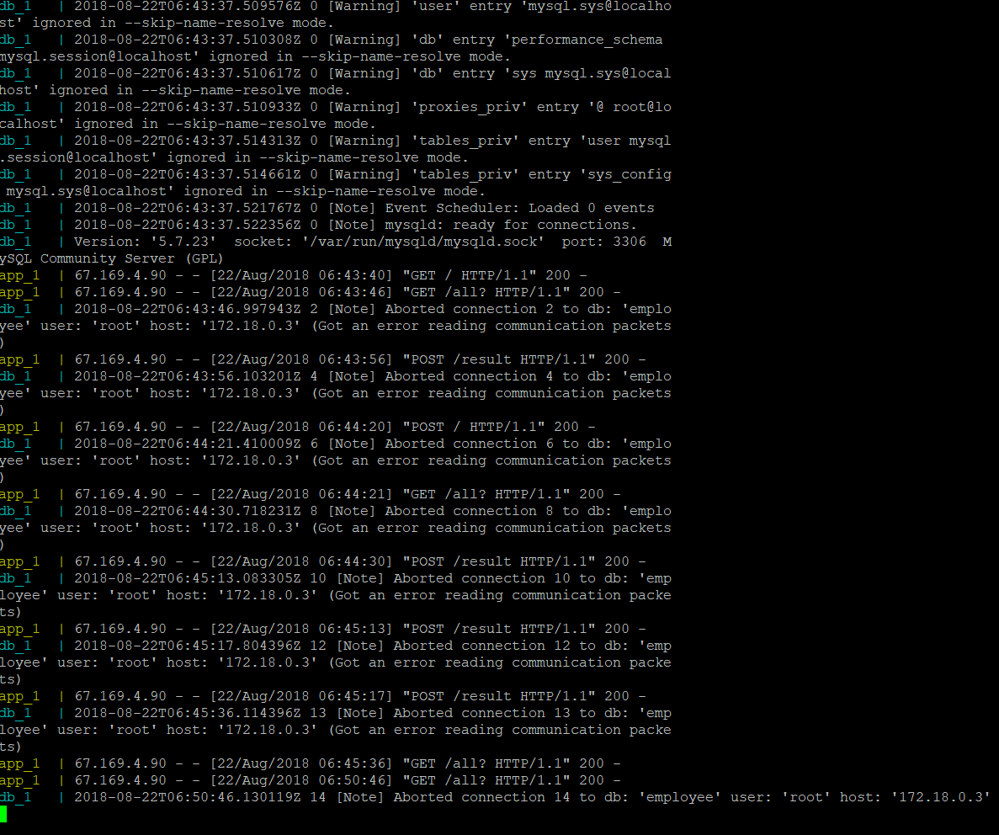 db_1   | 2018-08-22T06:43:37.509576Z 0 [Warning] 'user' entry 'mysql.sys@localho
st' ignored in --skip-name-resolve mode.
db_1   | 2018-08-22T06:43:37.510308Z 0 [Warning] 'db' entry 'performance_schema
mysql.session@localhost' ignored in --skip-name-resolve mode.
db_1   | 2018-08-22T06:43:37.510617Z 0 [Warning] 'db' entry 'sys mysql.sys@local
host' ignored in --skip-name-resolve mode.
db_1   | 2018-08-22T06:43:37.510933Z 0 [Warning] 'proxies_priv' entry '@ root@lo
calhost' ignored in --skip-name-resolve mode.
db_1   | 2018-08-22T06:43:37.514313Z 0 [Warning] 'tables_priv' entry 'user mysql
.session@localhost' ignored in --skip-name-resolve mode.
db_1   | 2018-08-22T06:43:37.514661Z 0 [Warning] 'tables_priv' entry 'sys_config
 mysql.sys@localhost' ignored in --skip-name-resolve mode.
db_1   | 2018-08-22T06:43:37.521767Z 0 [Note] Event Scheduler: Loaded 0 events
db_1   | 2018-08-22T06:43:37.522356Z 0 [Note] mysqld: ready for connections.
db_1   | Version: '5.7.23'  socket: '/var/run/mysqld/mysqld.sock'  port: 3306  M
ySQL Community Server (GPL)
app_1  | 67.169.4.90 - - [22/Aug/2018 06:43:40] "GET / HTTP/1.1" 200 -
app_1  | 67.169.4.90 - - [22/Aug/2018 06:43:46] "GET /all? HTTP/1.1" 200 -
db_1   | 2018-08-22T06:43:46.997943Z 2 [Note] Aborted connection 2 to db: 'emplo
yee' user: 'root' host: '172.18.0.3' (Got an error reading communication packets
)
app_1  | 67.169.4.90 - - [22/Aug/2018 06:43:56] "POST /result HTTP/1.1" 200 -
db_1   | 2018-08-22T06:43:56.103201Z 4 [Note] Aborted connection 4 to db: 'emplo
yee' user: 'root' host: '172.18.0.3' (Got an error reading communication packets
)
app_1  | 67.169.4.90 - - [22/Aug/2018 06:44:20] "POST / HTTP/1.1" 200 -
db_1   | 2018-08-22T06:44:21.410009Z 6 [Note] Aborted connection 6 to db: 'emplo
yee' user: 'root' host: '172.18.0.3' (Got an error reading communication packets
)
app_1  | 67.169.4.90 - - [22/Aug/2018 06:44:21] "GET /all? HTTP/1.1" 200 -
db_1   | 2018-08-22T06:44:30.718231Z 8 [Note] Aborted connection 8 to db: 'emplo
yee' user: 'root' host: '172.18.0.3' (Got an error reading communication packets
)
app_1  | 67.169.4.90 - - [22/Aug/2018 06:44:30] "POST /result HTTP/1.1" 200 -
db_1   | 2018-08-22T06:45:13.083305Z 10 [Note] Aborted connection 10 to db: 'emp
loyee' user: 'root' host: '172.18.0.3' (Got an error reading communication packe
ts)
app_1  | 67.169.4.90 - - [22/Aug/2018 06:45:13] "POST /result HTTP/1.1" 200 -
db_1   | 2018-08-22T06:45:17.804396Z 12 [Note] Aborted connection 12 to db: 'emp
loyee' user: 'root' host: '172.18.0.3' (Got an error reading communication packe
ts)
app_1  | 67.169.4.90 - - [22/Aug/2018 06:45:17] "POST /result HTTP/1.1" 200 -
db_1   | 2018-08-22T06:45:36.114396Z 13 [Note] Aborted connection 13 to db: 'emp
loyee' user: 'root' host: '172.18.0.3' (Got an error reading communication packe
ts)
app_1  | 67.169.4.90 - - [22/Aug/2018 06:45:36] "GET /all? HTTP/1.1" 200 -
app_1  | 67.169.4.90 - - [22/Aug/2018 06:50:46] "GET /all? HTTP/1.1" 200 -
db_1   | 2018-08-22T06:50:46.130119Z 14 [Note] Aborted connection 14 to db: 'employee' user: 'root' host: '172.18.0.3'